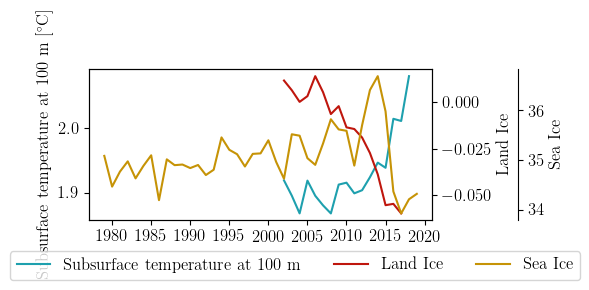 Subsurface temperature at 100 m [°C]
2.0
1.9
0.000
-0.025
-0.050
Land Ice
36
35
34
Sea Ice
1980 1985 1990 1995 2000 2005 2010 2015 2020
Subsurface temperature at 100 m Land Ice Sea Ice